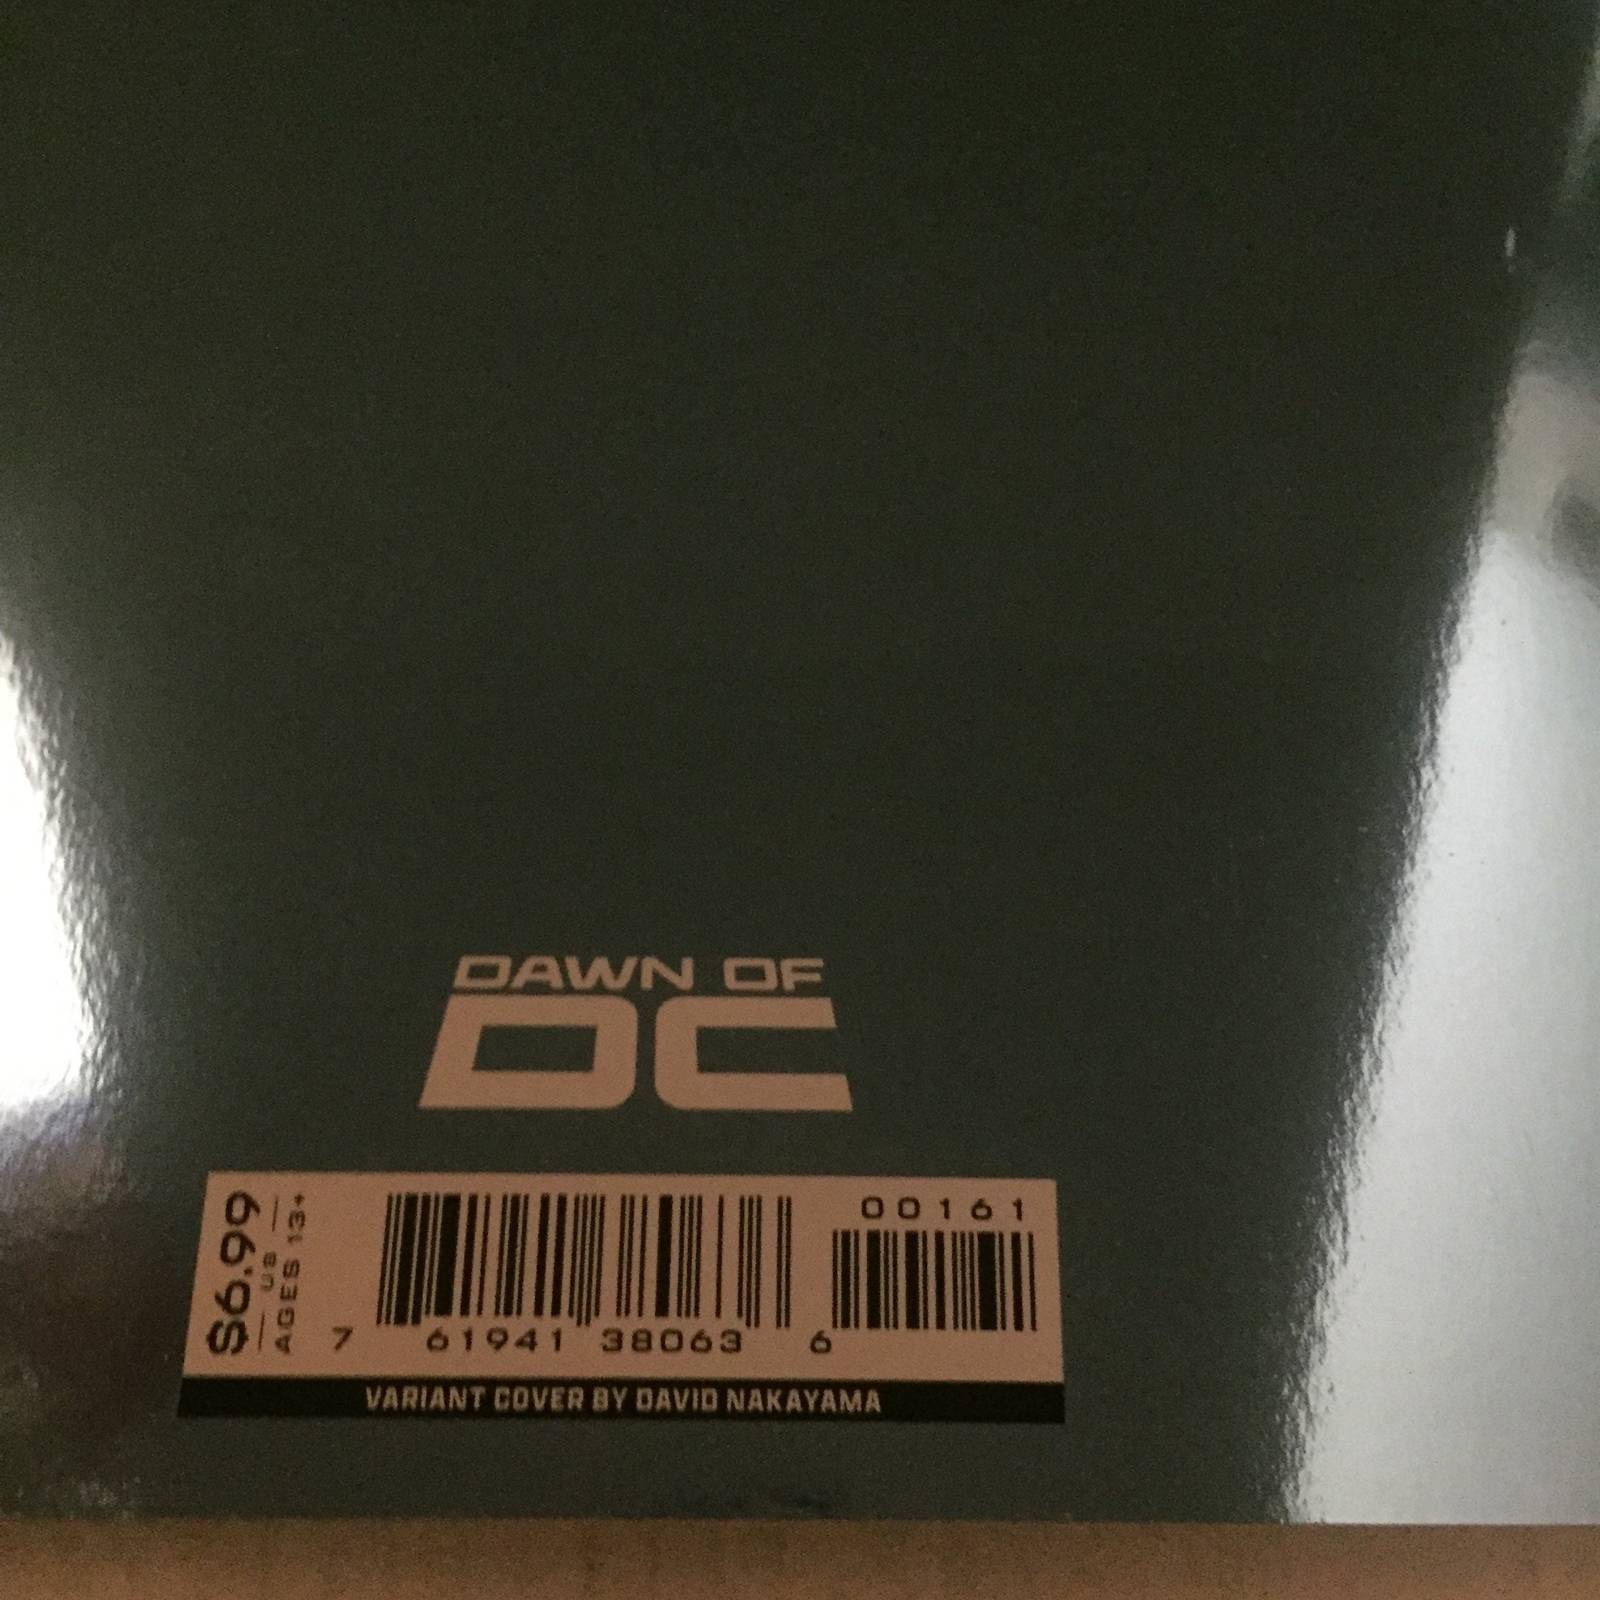 DAWN OF
DC
$6.99
US
AGES 13+
00161
7 61941 38063 6
VARIANT COVER BY DAVID NAKAYAMA